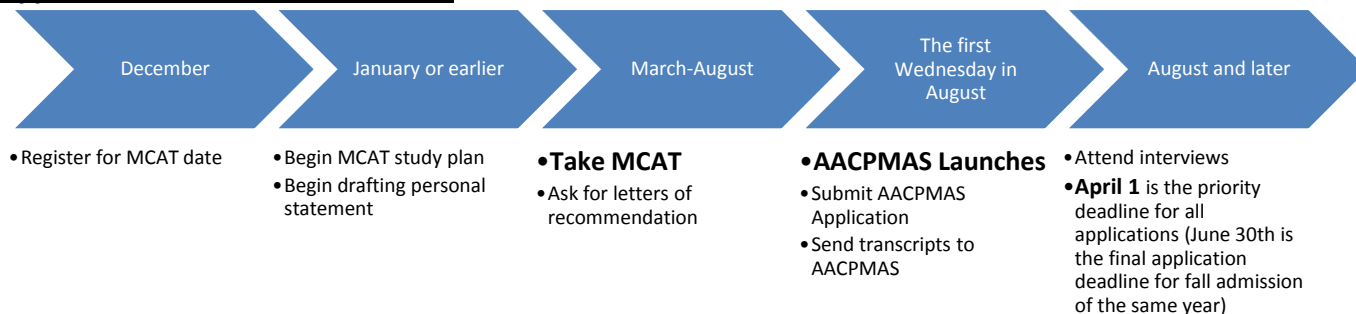 December
January or earlier
March-August
The first
Wednesday in
August
August and later
•Register for MCAT date
•Begin MCAT study plan
•Begin drafting personal
statement
•Take MCAT
•Ask for letters of
recommendation
•AACPMAS Launches
•Submit AACPMAS
Application
•Send transcripts to
AACPMAS
•Attend interviews
•April 1 is the priority
deadline for all
applications (June 30th is
the final application
deadline for fall admission
of the same year)